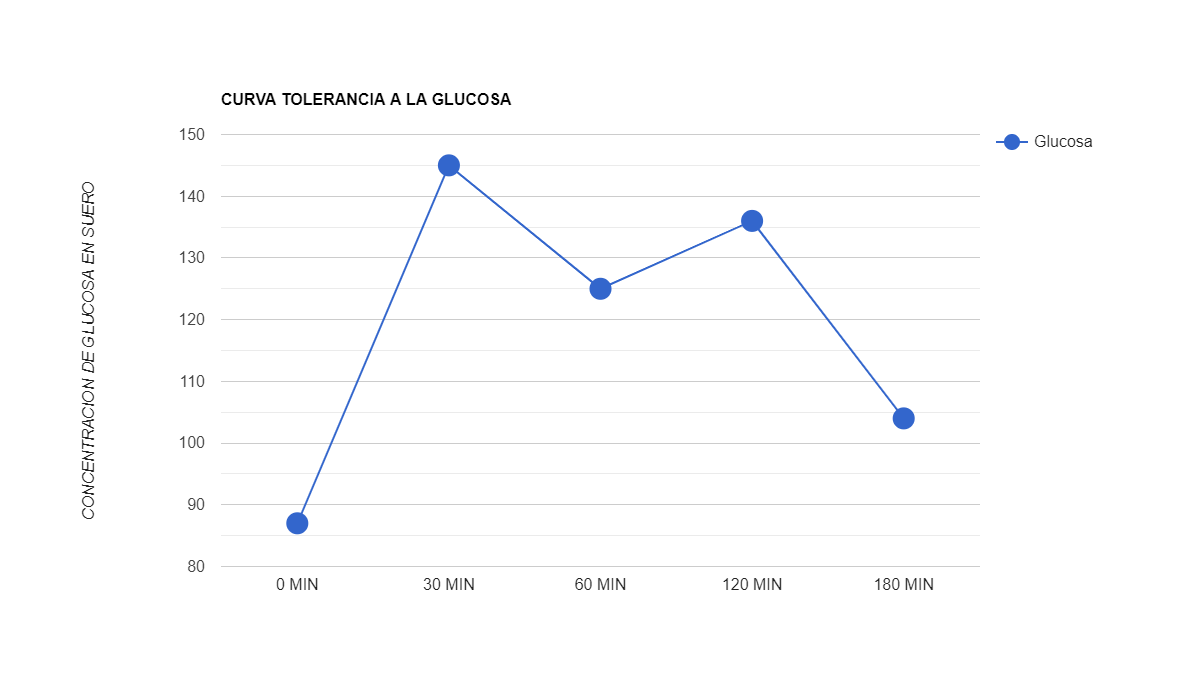 CURVA TOLERANCIA A LA GLUCOSA
Glucosa
CONCENTRACION DE GLUCOSA EN SUERO
150
140
130
120
110
100
90
80
0 MIN
30 MIN
60 MIN
120 MIN
180 MIN